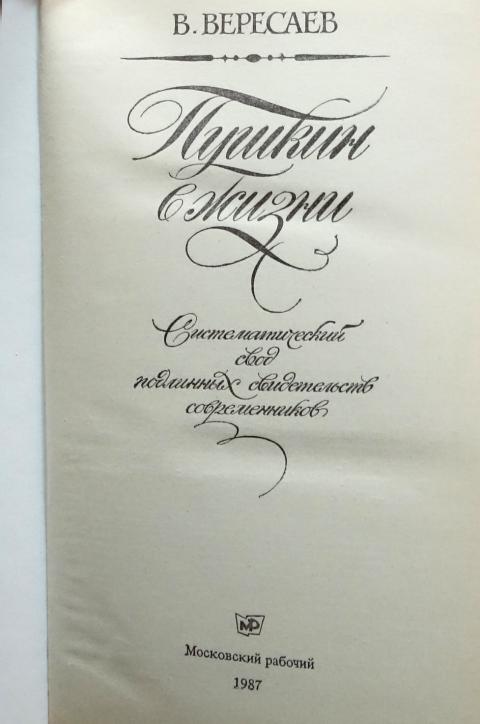 В. ВЕРЕСАЕВ
Пушкин
в жизни
Систематический
свод
подлинных свидетельств
современников
МР
Московский рабочий
1987